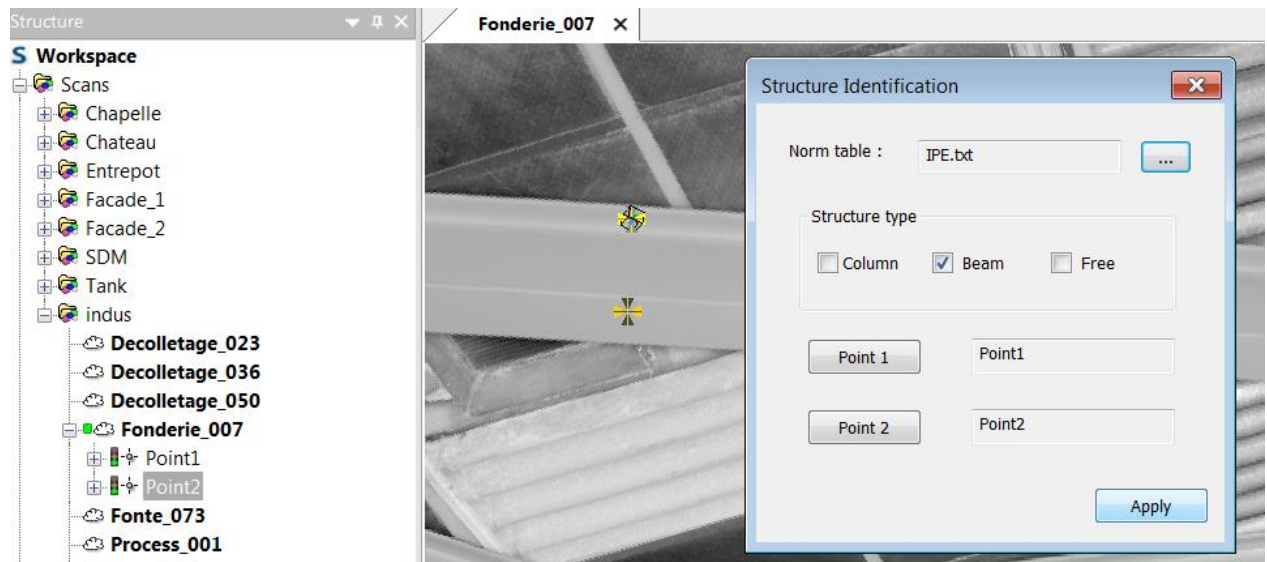 Structure
S Workspace
Scans
Chapelle
Chateau
Entrepot
Facade_1
Facade_2
SDM
Tank
indus
Decolletage_023
Decolletage_036
Decolletage_050
Fonderie_007
Point1
Point2
Fonte_073
Process_001
Fonderie_007
Structure Identification
Norm table : IPE.txt ...
Structure type
Column Beam Free
Point 1 Point1
Point 2 Point2
Apply